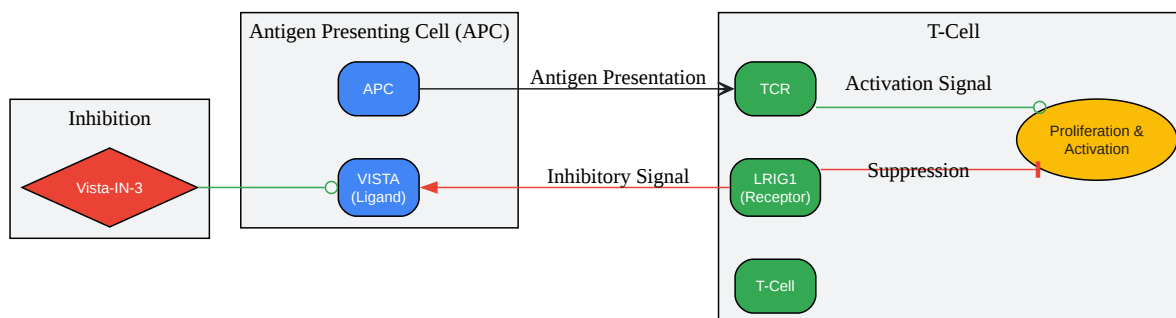 Antigen Presenting Cell (APC)
T-Cell
APC
Antigen Presentation
TCR
Activation Signal
Inhibition
Proliferation &
Activation
Vista-IN-3
VISTA
(Ligand)
Inhibitory Signal
LRIG1
(Receptor)
Suppression
T-Cell